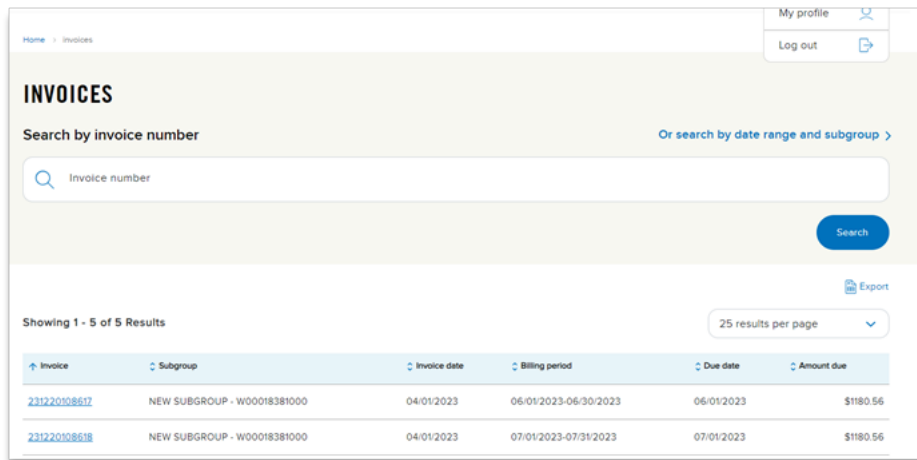 My profile
Home > Invoices
Log out
INVOICES
Search by invoice number
Or search by date range and subgroup >
Invoice number
Search
Export
Showing 1 - 5 of 5 Results
25 results per page
Invoice Subgroup Invoice date Billing period Due date Amount due
231220108617 NEW SUBGROUP - W00018381000 04/01/2023 06/01/2023-06/30/2023 06/01/2023 $1180.56
231220108618 NEW SUBGROUP - W00018381000 04/01/2023 07/01/2023-07/31/2023 07/01/2023 $1180.56